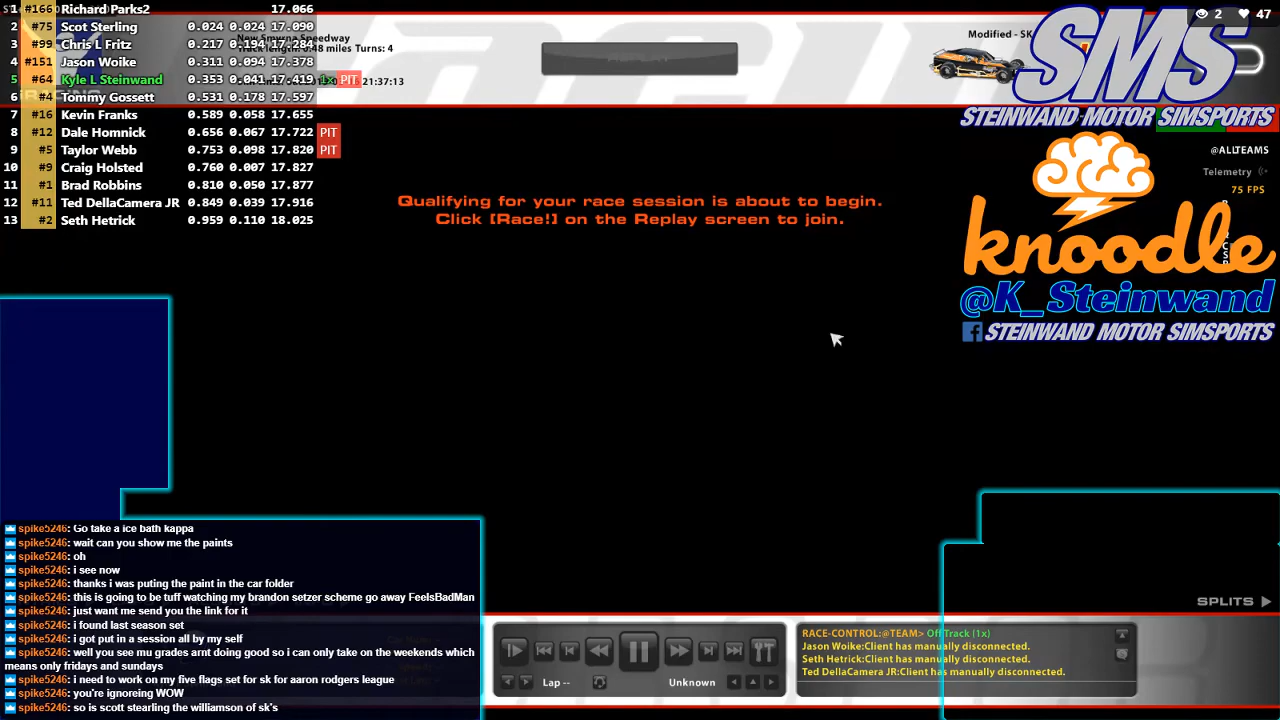 1 #166 Richard Parks2 17.066
2 #75 Scot Sterling 0.024 0.024 17.090
3 #99 Chris L Fritz 0.217 0.194 17.284
4 #151 Jason Woike 0.311 0.094 17.378
5 #64 Kyle L Steinwand 0.353 0.041 17.419 1x PIT
6 #4 Tommy Gossett 0.531 0.178 17.597
7 #16 Kevin Franks 0.589 0.058 17.655
8 #12 Dale Homnick 0.656 0.067 17.722 PIT
9 #5 Taylor Webb 0.753 0.098 17.820 PIT
10 #9 Craig Holsted 0.760 0.007 17.827
11 #1 Brad Robbins 0.810 0.050 17.877
12 #11 Ted DellaCamera JR 0.849 0.039 17.916
13 #2 Seth Hetrick 0.959 0.110 18.025
New Smyrna Speedway
48 miles Turns: 4
21:37:13
REPLAY
Modified - SK
2 47
SMS
STEINWAND MOTOR SIMSPORTS
@ALLTEAMS
Telemetry
75 FPS
knoodle
@K_Steinwand
STEINWAND MOTOR SIMSPORTS
Qualifying for your race session is about to begin.
Click [Race!] on the Replay screen to join.
spike5246: Go take a ice bath kappa
spike5246: wait can you show me the paints
spike5246: oh
spike5246: i see now
spike5246: thanks i was puting the paint in the car folder
spike5246: this is going to be tuff watching my brandon setzer scheme go away FeelsBadMan
spike5246: just want me send you the link for it
spike5246: i found last season set
spike5246: i got put in a session all by my self
spike5246: well you see mu grades arnt doing good so i can only take on the weekends which
means only fridays and sundays
spike5246: i need to work on my five flags set for sk for aaron rodgers league
spike5246: you're ignoreing WOW
spike5246: so is scott stearling the williamson of sk's
SPLITS
Lap --
Unknown
RACE-CONTROL:@TEAM> Off Track (1x)
Jason Woike:Client has manually disconnected.
Seth Hetrick:Client has manually disconnected.
Ted DellaCamera JR:Client has manually disconnected.